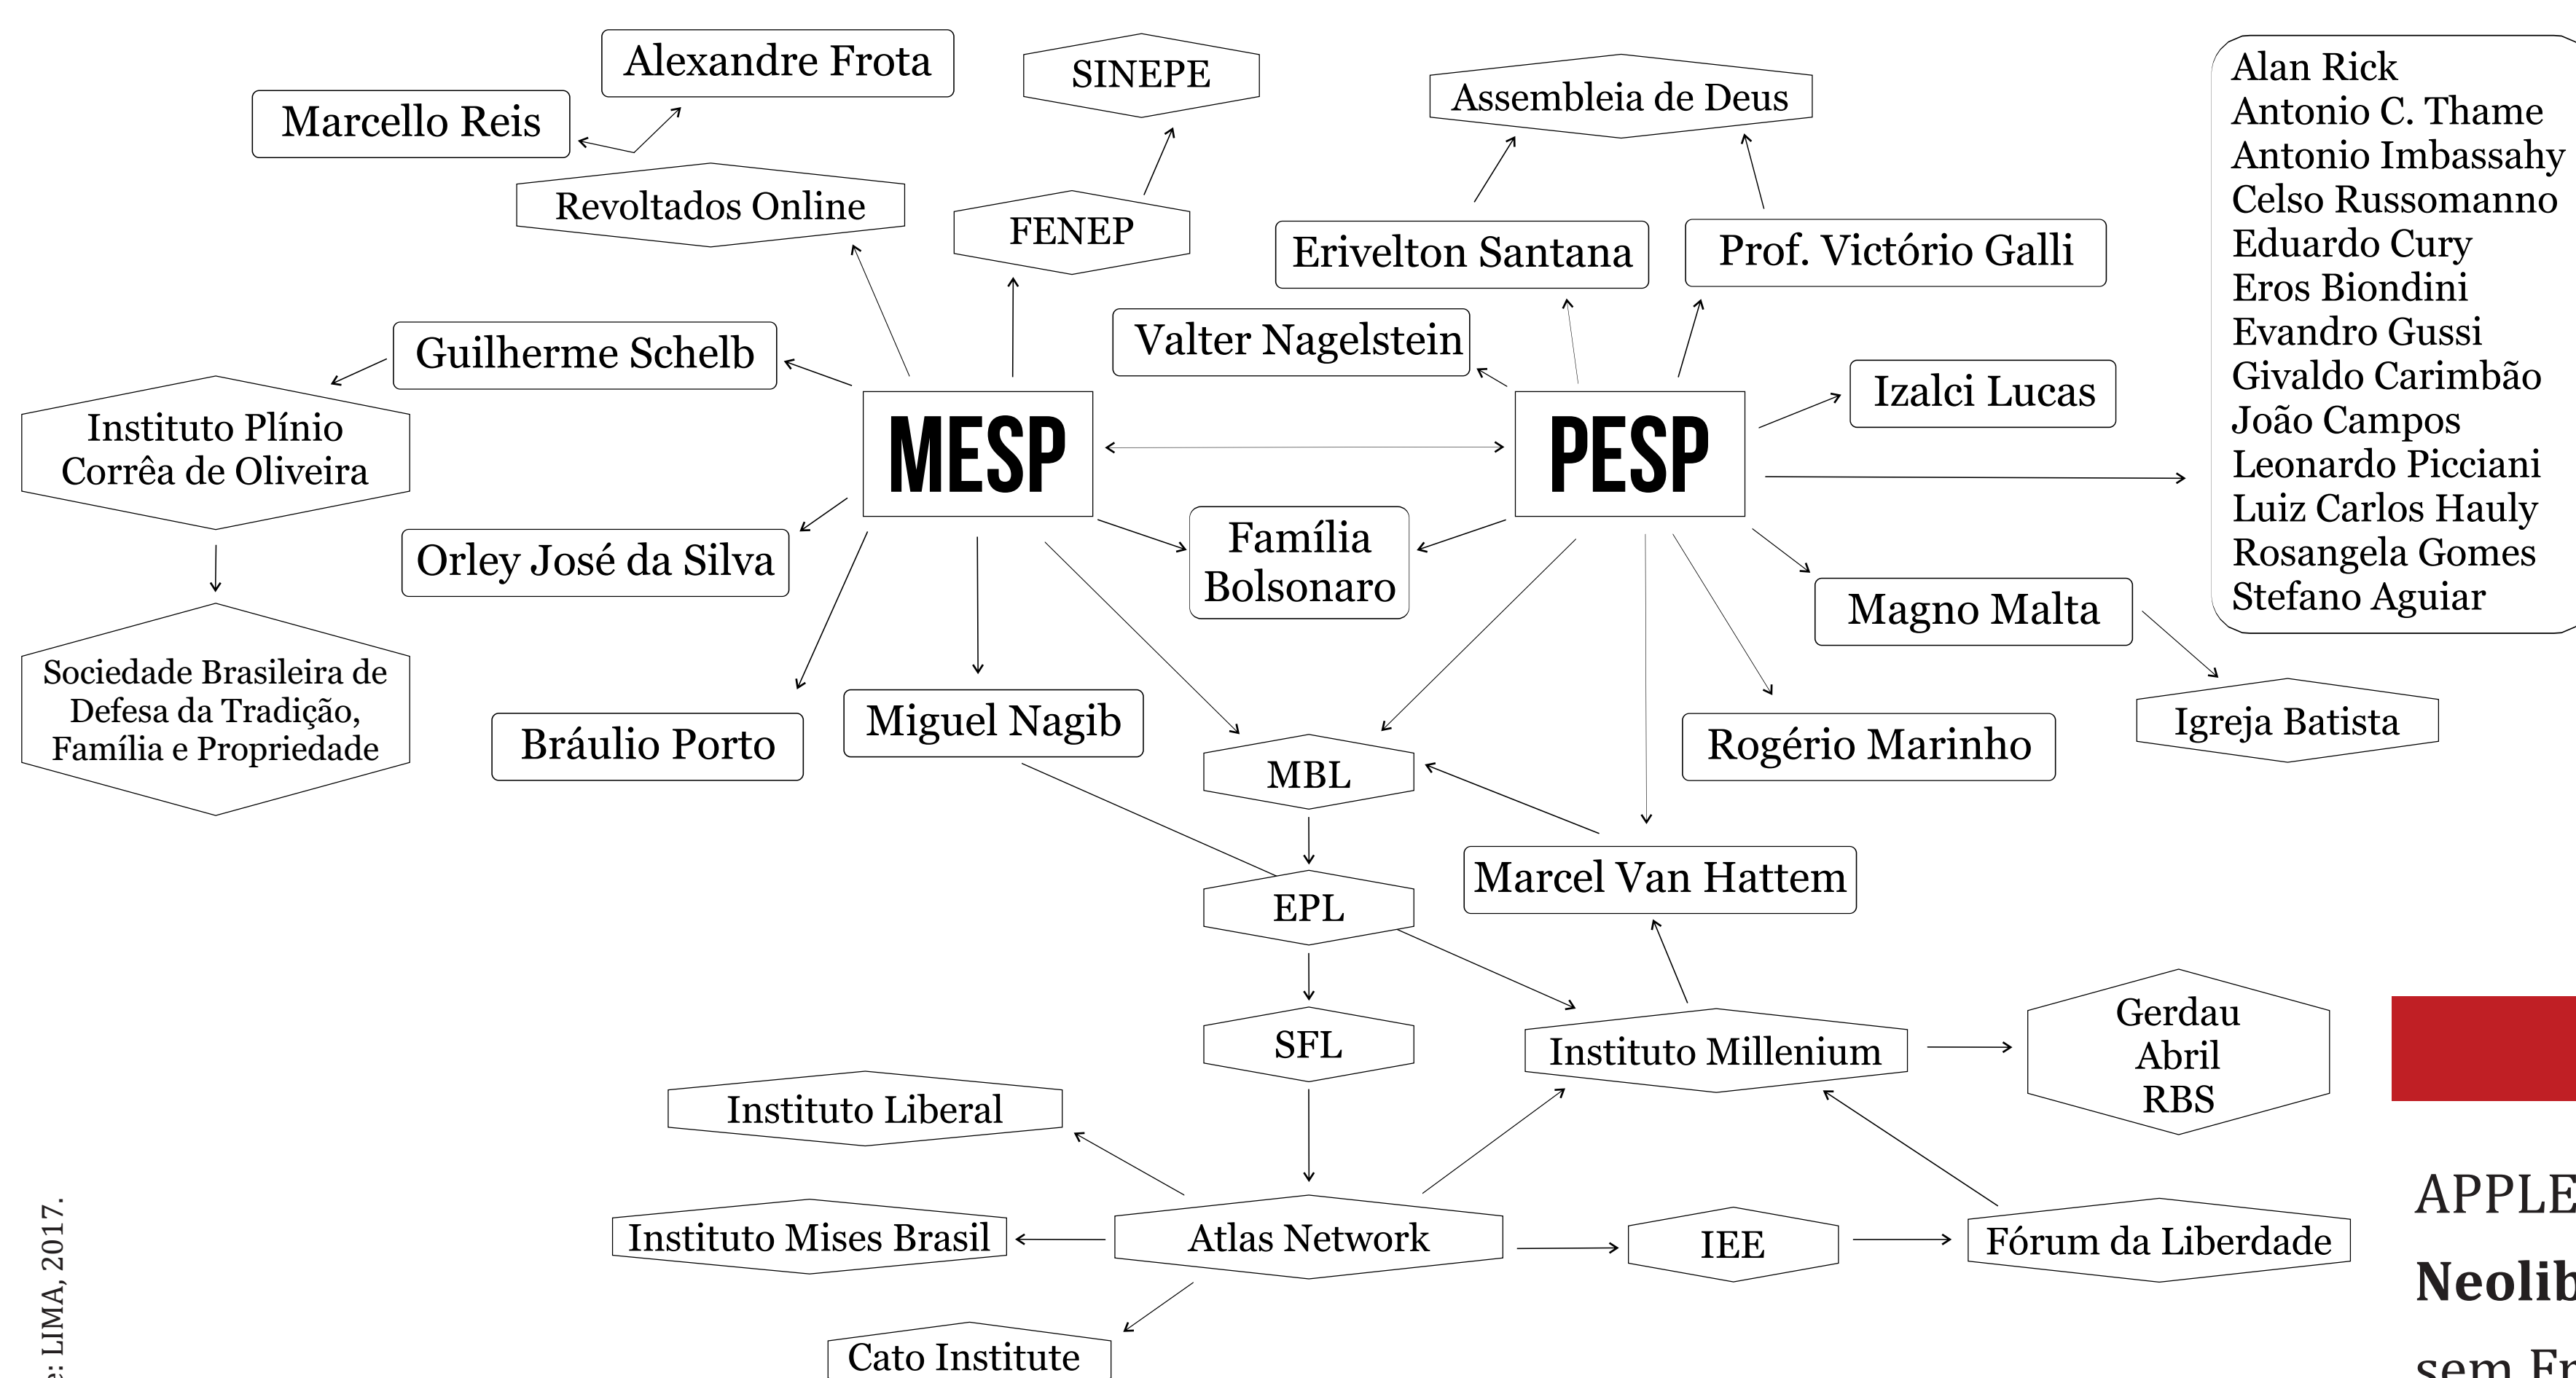 Alexandre Frota
Marcello Reis
Revoltados Online
SINEPE
FENEP
Assembleia de Deus
Erivelton Santana
Prof. Victório Galli
Valter Nagelstein
Guilherme Schelb
Instituto Plínio
Corrêa de Oliveira
Sociedade Brasileira de
Defesa da Tradição,
Família e Propriedade
MESP
PESP
Izalci Lucas
Alan Rick
Antonio C. Thame
Antonio Imbassahy
Celso Russomanno
Eduardo Cury
Eros Biondini
Evandro Gussi
Givaldo Carimbão
João Campos
Leonardo Picciani
Luiz Carlos Hauly
Rosangela Gomes
Stefano Aguiar
Orley José da Silva
Família
Bolsonaro
Magno Malta
Igreja Batista
Bráulio Porto
Miguel Nagib
MBL
Rogério Marinho
EPL
Marcel Van Hattem
SFL
Instituto Millenium
Gerdau
Abril
RBS
Instituto Liberal
Instituto Mises Brasil
Atlas Network
IEE
Fórum da Liberdade
Cato Institute
e: LIMA, 2017.
APPLE
Neolib
sem